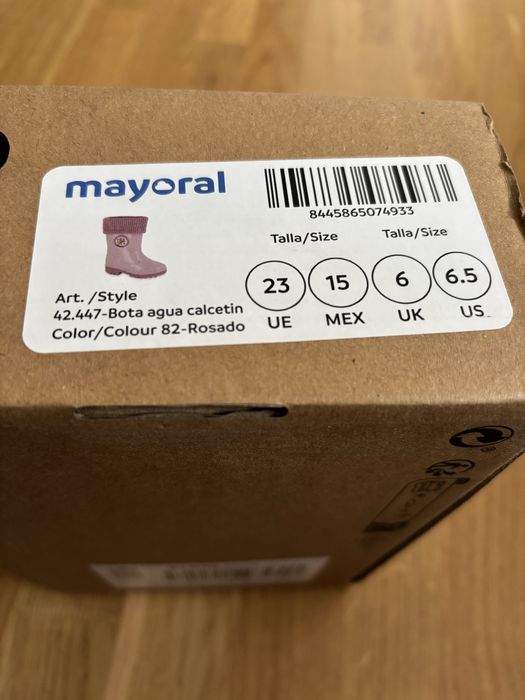 mayoral
8445865074933
Talla/Size Talla/Size
23 15 6 6.5
UE MEX UK US
Art. /Style
42.447-Bota agua calcetin
Color/Colour 82-Rosado